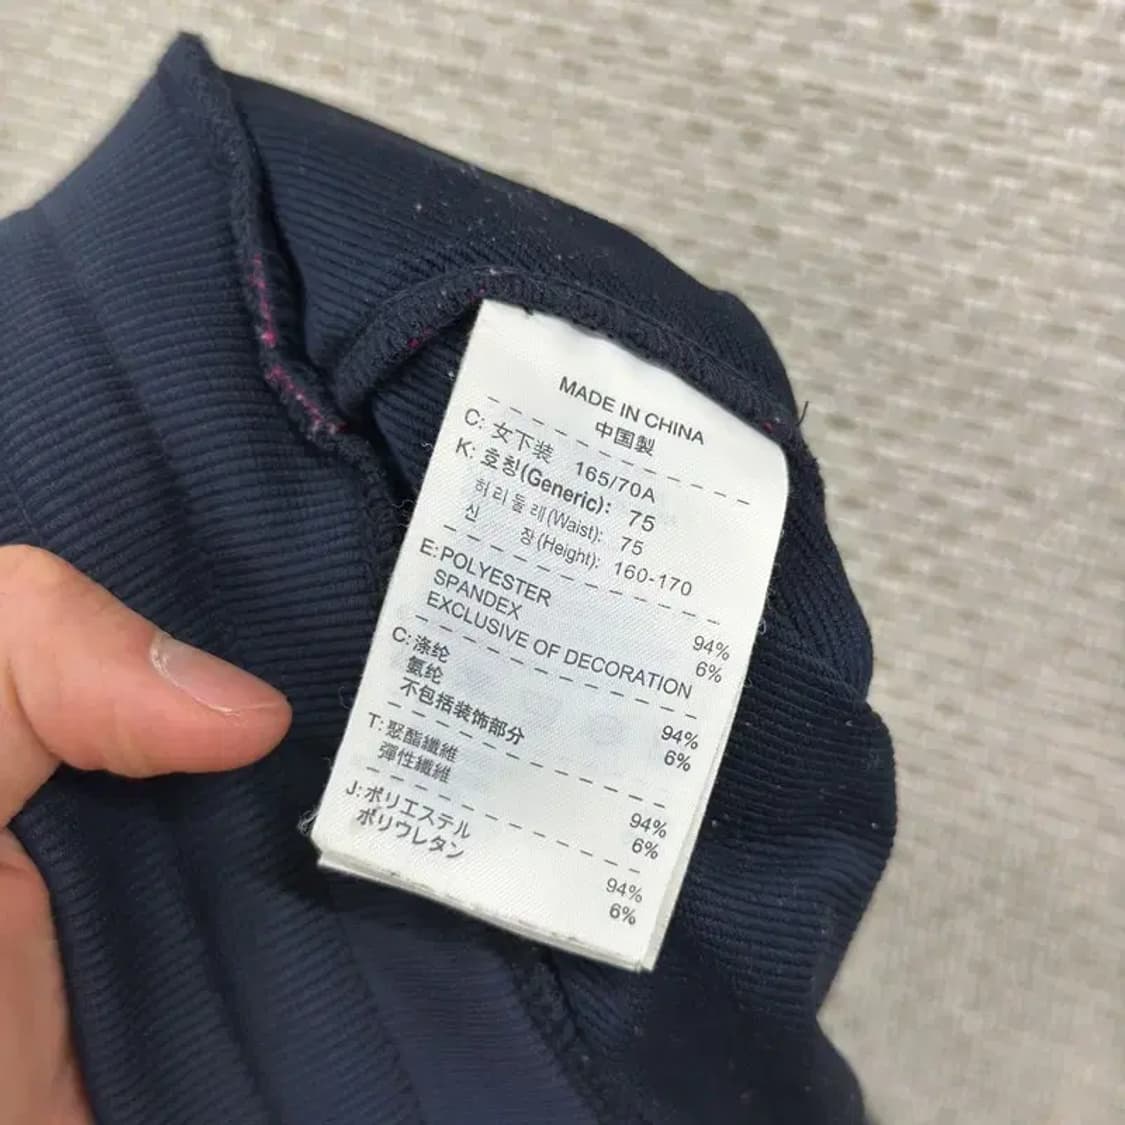 MADE IN CHINA
中国製
C: 女下装 165/70A
K: 호칭(Generic): 75
허리둘레(Waist): 75
신 장(Height): 160-170
E: POLYESTER 94%
SPANDEX 6%
EXCLUSIVE OF DECORATION
C: 涤纶 94%
氨纶 6%
不包括装饰部分
T: 聚酯纖維 94%
彈性纖維 6%
J: ポリエステル 94%
ポリウレタン 6%